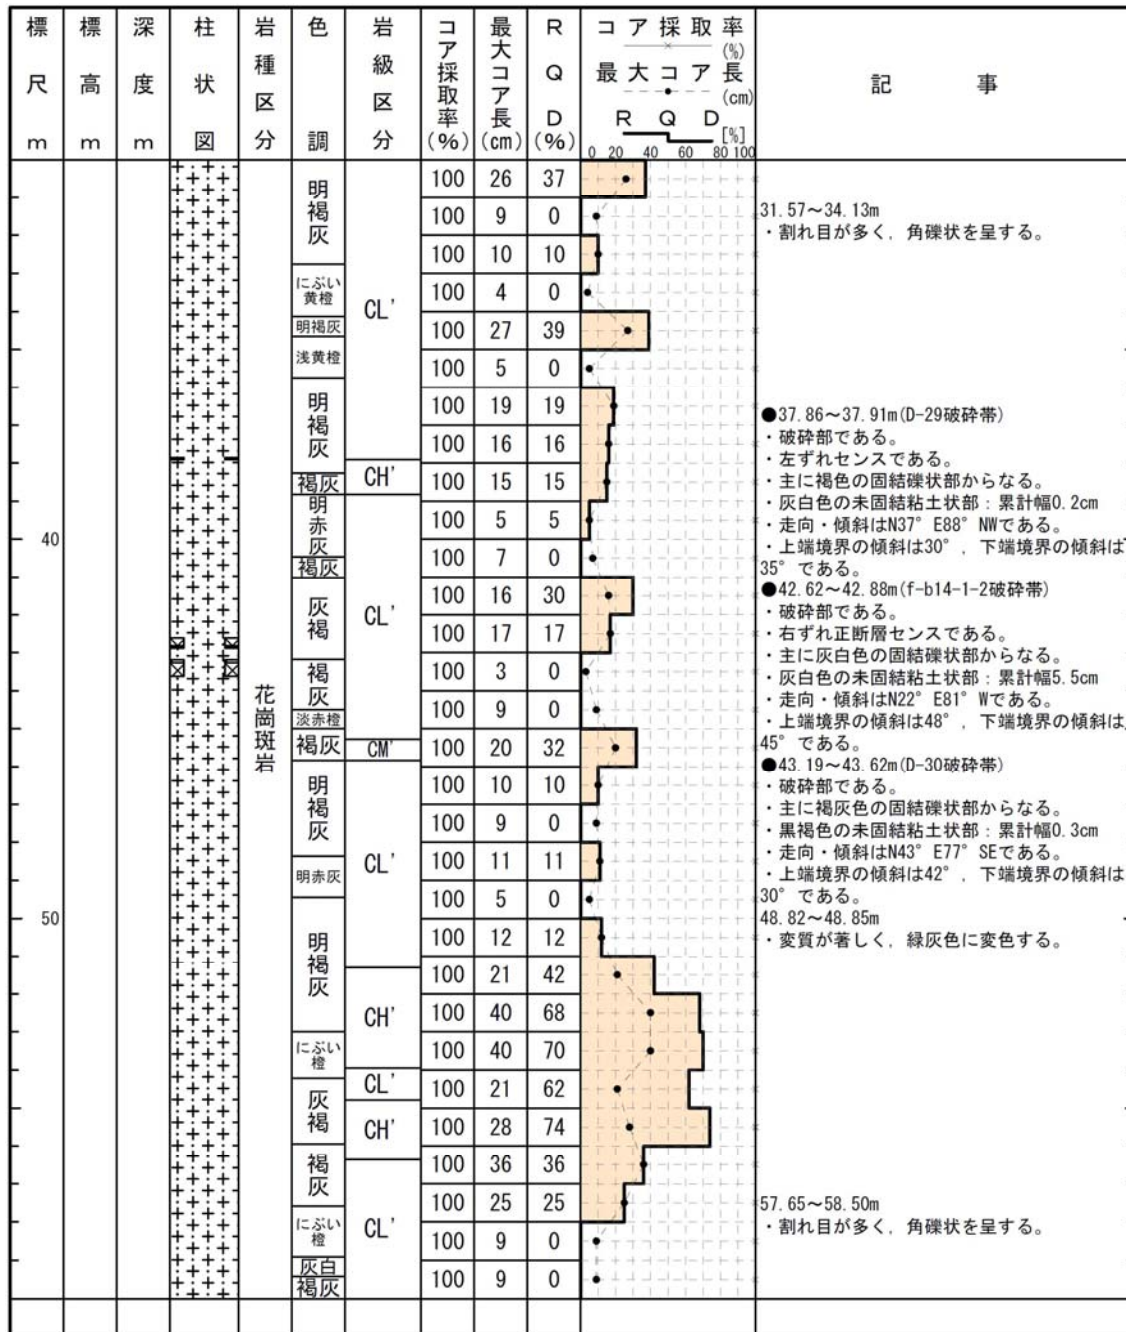 標尺m
標高m
深度m
柱状図
岩種区分
色調
岩級区分
コア採取率(%)
最大コア長(cm)
RQD(%)
コア採取率
(%)
最大コア長
(cm)
RQD
[%]
0 20 40 60 80 100
記事
40
50
花崗斑岩
明褐灰
にぶい
黄橙
明褐灰
浅黄橙
明褐灰
褐灰
明赤灰
褐灰
灰褐
褐灰
淡赤橙
褐灰
明褐灰
明赤灰
明褐灰
にぶい
橙
灰褐
褐灰
にぶい
橙
灰白
褐灰
CL'
CH'
CL'
CM'
CL'
CH'
CL'
CH'
CL'
100 26 37
100 9 0
100 10 10
100 4 0
100 27 39
100 5 0
100 19 19
100 16 16
100 15 15
100 5 5
100 7 0
100 16 30
100 17 17
100 3 0
100 9 0
100 20 32
100 10 10
100 9 0
100 11 11
100 5 0
100 12 12
100 21 42
100 40 68
100 40 70
100 21 62
100 28 74
100 36 36
100 25 25
100 9 0
100 9 0
31.57～34.13m
・割れ目が多く，角礫状を呈する。
●37.86～37.91m(D-29破砕帯)
・破砕部である。
・左ずれセンスである。
・主に褐色の固結礫状部からなる。
・灰白色の未固結粘土状部：累計幅0.2cm
・走向・傾斜はN37°E88°NWである。
・上端境界の傾斜は30°，下端境界の傾斜は
35°である。
●42.62～42.88m(f-b14-1-2破砕帯)
・破砕部である。
・右ずれ正断層センスである。
・主に灰白色の固結礫状部からなる。
・灰白色の未固結粘土状部：累計幅5.5cm
・走向・傾斜はN22°E81°Wである。
・上端境界の傾斜は48°，下端境界の傾斜は
45°である。
●43.19～43.62m(D-30破砕帯)
・破砕部である。
・主に褐灰色の固結礫状部からなる。
・黒褐色の未固結粘土状部：累計幅0.3cm
・走向・傾斜はN43°E77°SEである。
・上端境界の傾斜は42°，下端境界の傾斜は
30°である。
48.82～48.85m
・変質が著しく，緑灰色に変色する。
57.65～58.50m
・割れ目が多く，角礫状を呈する。